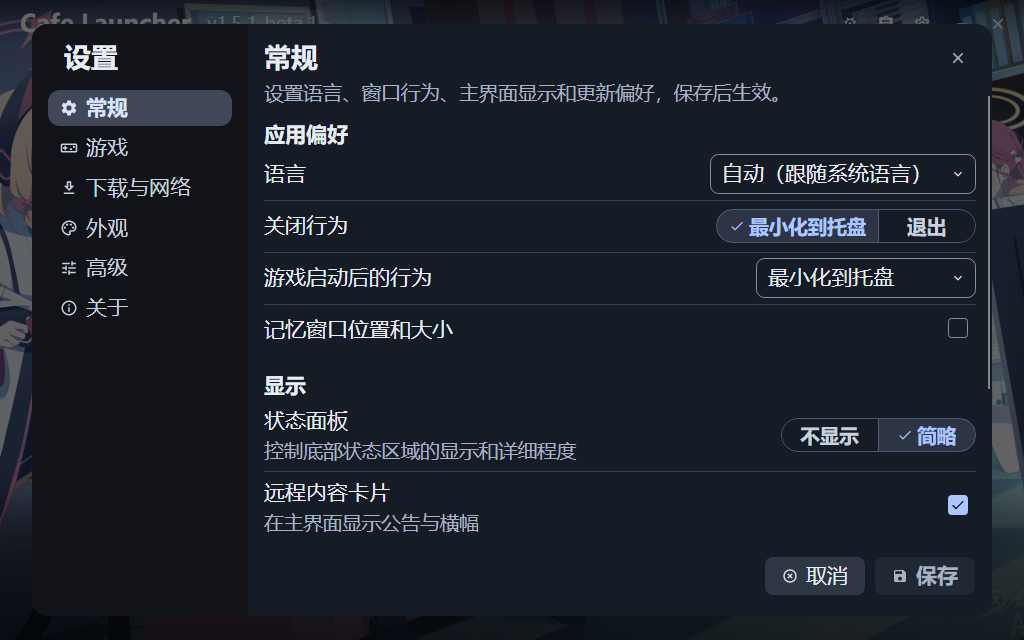 Cafe Launcher v1.5.1-beta.1
设置
常规
游戏
下载与网络
外观
高级
关于
常规
设置语言、窗口行为、主界面显示和更新偏好，保存后生效。
应用偏好
语言
自动（跟随系统语言）
关闭行为
最小化到托盘
退出
游戏启动后的行为
最小化到托盘
记忆窗口位置和大小
显示
状态面板
控制底部状态区域的显示和详细程度
不显示
简略
远程内容卡片
在主界面显示公告与横幅
取消
保存